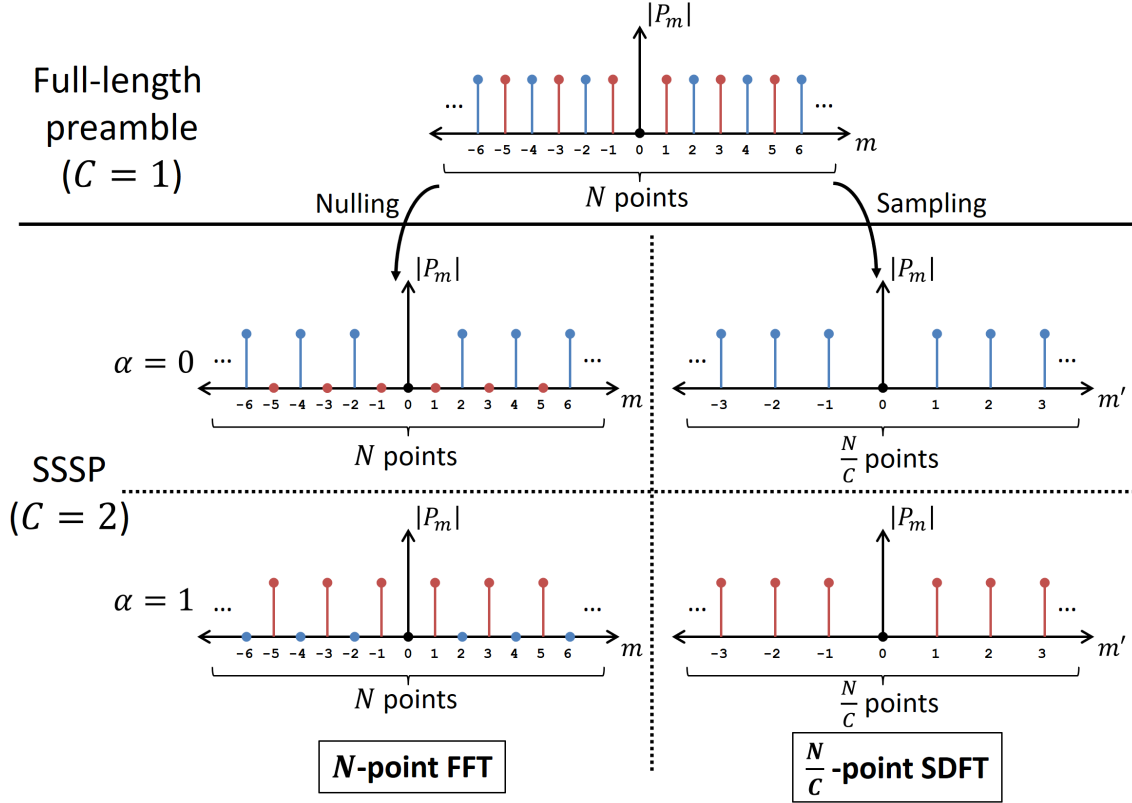 |P_m|
Full-length
preamble
(C = 1)
... ...
-6 -5 -4 -3 -2 -1 0 1 2 3 4 5 6 m
N points
Nulling
Sampling
|P_m|
α = 0
... ...
-6 -5 -4 -3 -2 -1 0 1 2 3 4 5 6 m
N points
|P_m|
... ...
-3 -2 -1 0 1 2 3 m′
N/C points
SSSP
(C = 2)
|P_m|
α = 1
... ...
-6 -5 -4 -3 -2 -1 0 1 2 3 4 5 6 m
N points
|P_m|
... ...
-3 -2 -1 0 1 2 3 m′
N/C points
N-point FFT
N/C -point SDFT